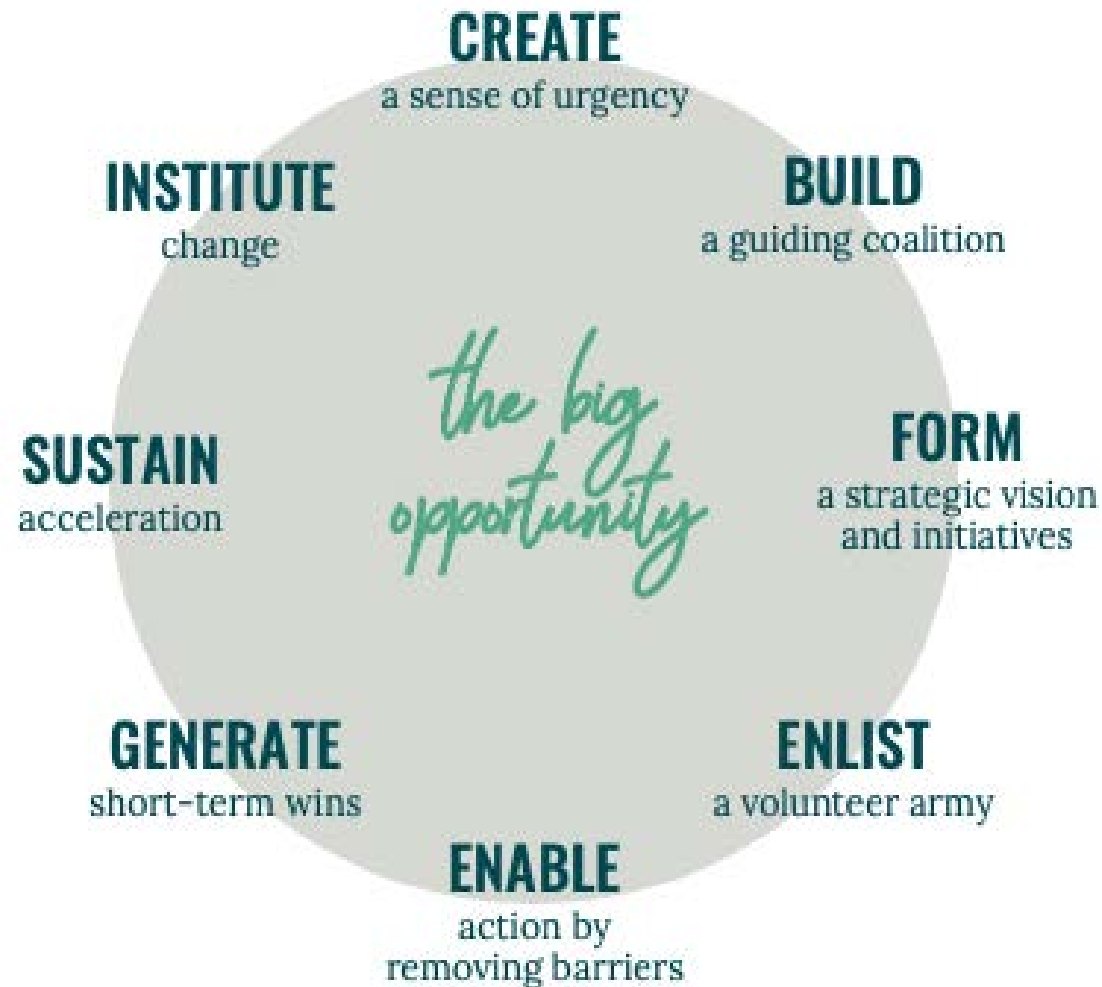 CREATE
a sense of urgency
BUILD
a guiding coalition
FORM
a strategic vision
and initiatives
ENLIST
a volunteer army
ENABLE
action by
removing barriers
GENERATE
short-term wins
SUSTAIN
acceleration
INSTITUTE
change
the big
opportunity